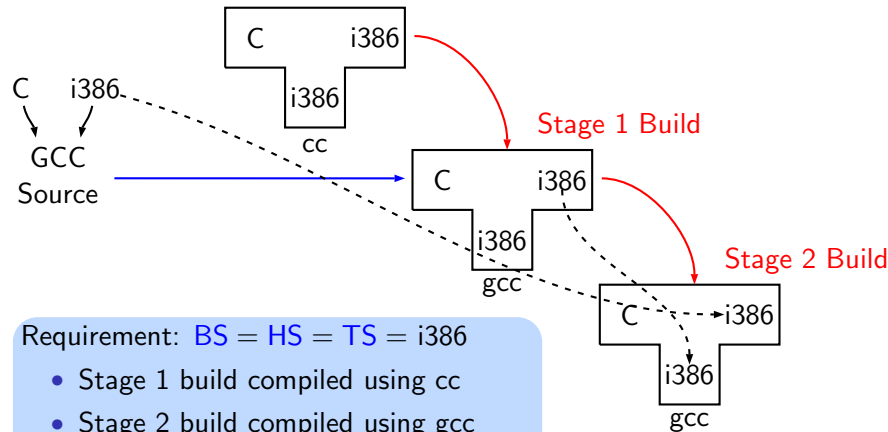 C i386
i386
cc
C i386
GCC
Source
Stage 1 Build
C i386
i386
gcc
Stage 2 Build
C i386
i386
gcc
Requirement: BS = HS = TS = i386
• Stage 1 build compiled using cc
• Stage 2 build compiled using gcc